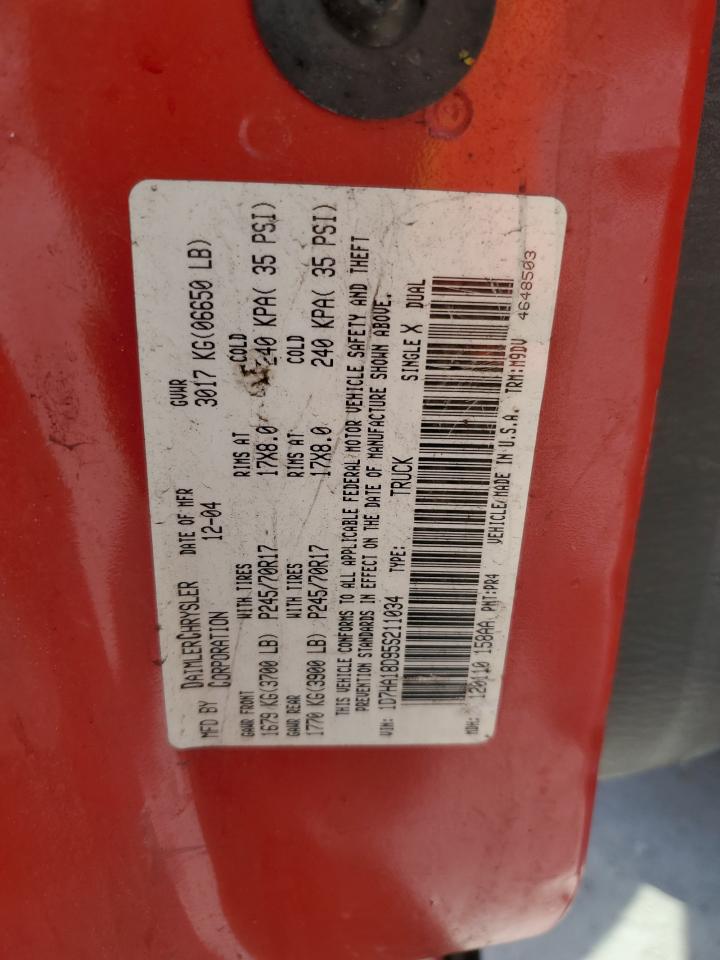 MFD BY DAIMLERCHRYSLER CORPORATION DATE OF MFR 12-04 GVWR 3017 KG(06650 LB)
GAWR FRONT WITH TIRES RIMS AT COLD
1679 KG(3700 LB) P245/70R17 17X8.0 240 KPA( 35 PSI)
GAWR REAR WITH TIRES RIMS AT COLD
1770 KG(3900 LB) P245/70R17 17X8.0 240 KPA( 35 PSI)
THIS VEHICLE CONFORMS TO ALL APPLICABLE FEDERAL MOTOR VEHICLE SAFETY AND THEFT
PREVENTION STANDARDS IN EFFECT ON THE DATE OF MANUFACTURE SHOWN ABOVE.
VIN: 1D7HA18D95S211034 TYPE: TRUCK SINGLE X DUAL
MDH: 120110 158AA PNT:PR4 VEHICLE MADE IN U.S.A. TRM:M9DV 4648503